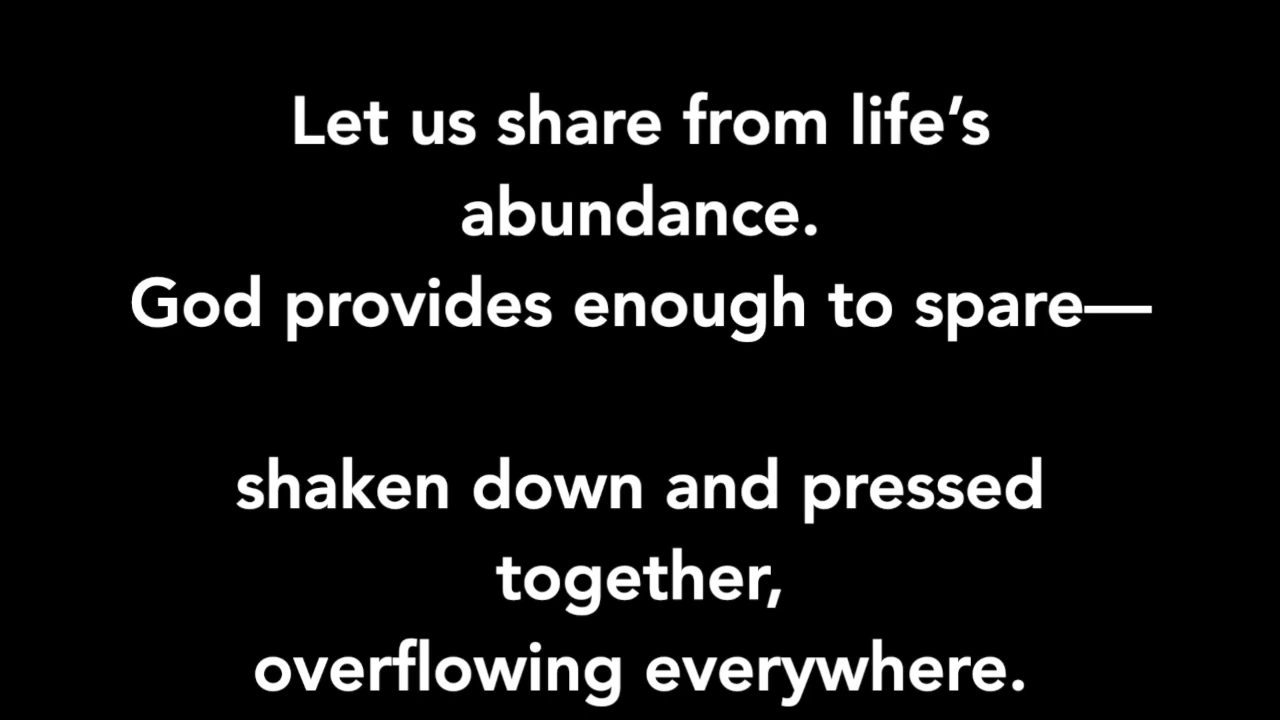 Let us share from life’s
abundance.
God provides enough to spare—
shaken down and pressed
together,
overflowing everywhere.